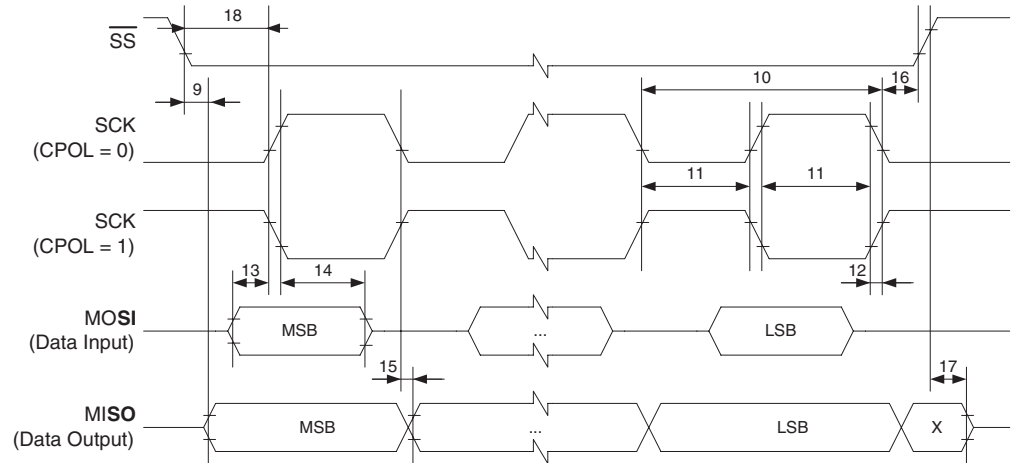 18
SS
9
10
16
SCK
(CPOL = 0)
11
11
SCK
(CPOL = 1)
13
14
12
MOSI
(Data Input)
MSB
...
LSB
15
17
MISO
(Data Output)
MSB
...
LSB
X